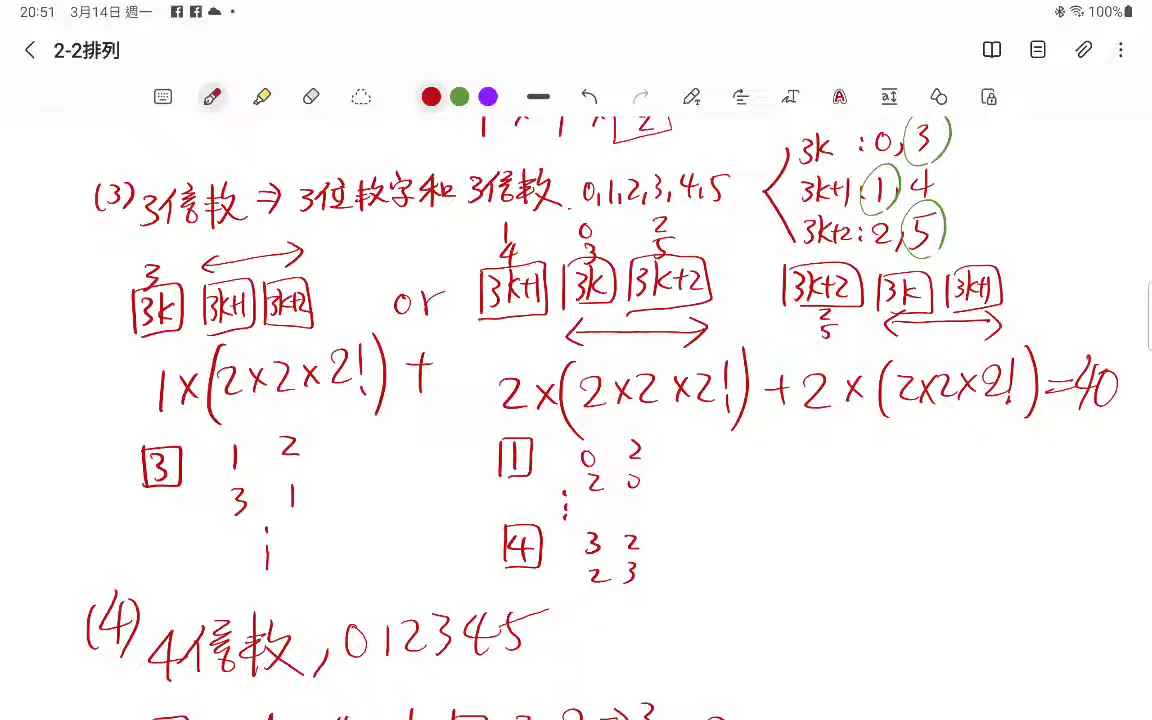 20:51 3月14日 週一 100%
2-2排列
1 × 1 × 2
3k : 0, 3
(3) 3倍數 ⇒ 3位數字和 3倍數. 0,1,2,3,4,5
3k+1 : 1, 4
3k+2 : 2, 5
1 0 2
3 4 3 5
3k 3k+1 3k+2 or 3k+1 3k 3k+2 3k+2 3k 3k+1
2
5
1×(2×2×2!) + 2×(2×2×2!) + 2×(2×2×2!) = 40
3 1 2 1 0 2
3 1 2 0
4 3 2
2 3
(4) 4倍數, 012345